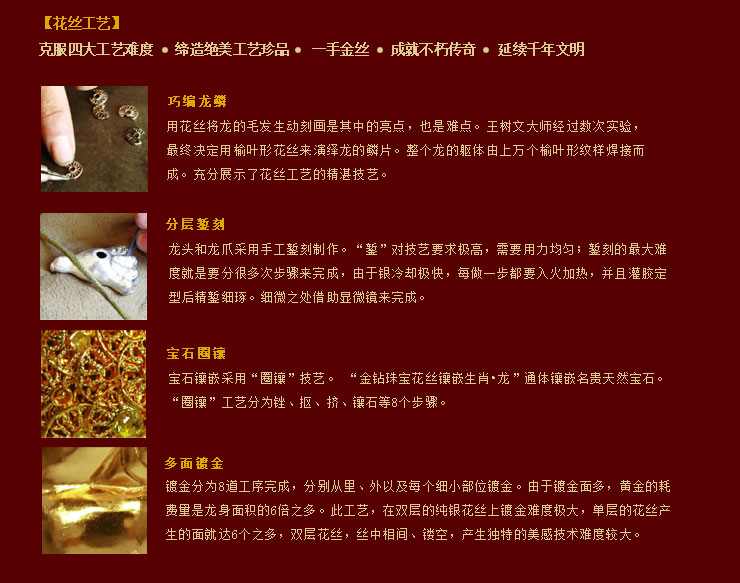 【花丝工艺】
克服四大工艺难度 ● 缔造绝美工艺珍品 ● 一手金丝 ● 成就不朽传奇 ● 延续千年文明
巧编龙鳞
用花丝将龙的毛发生动刻画是其中的亮点，也是难点。王树文大师经过数次实验，
最终决定用榆叶形花丝来演绎龙的鳞片。整个龙的躯体由上万个榆叶形纹样焊接而
成。充分展示了花丝工艺的精湛技艺。
分层錾刻
龙头和龙爪采用手工錾刻制作。“錾”对技艺要求极高，需要用力均匀；錾刻的最大难
度就是要分很多次步骤来完成，由于银冷却极快，每做一步都要入火加热，并且灌胶定
型后精錾细琢。细微之处借助显微镜来完成。
宝石圈镶
宝石镶嵌采用“圈镶”技艺。 “金钻珠宝花丝镶嵌生肖·龙”通体镶嵌名贵天然宝石。
“圈镶”工艺分为锉、抠、挤、镶石等8个步骤。
多面镀金
镀金分为8道工序完成，分别从里、外以及每个细小部位镀金。由于镀金面多，黄金的耗
费量是龙身面积的6倍之多。此工艺，在双层的纯银花丝上镀金难度极大，单层的花丝产
生的面就达6个之多，双层花丝，丝中相间、镂空，产生独特的美感技术难度较大。